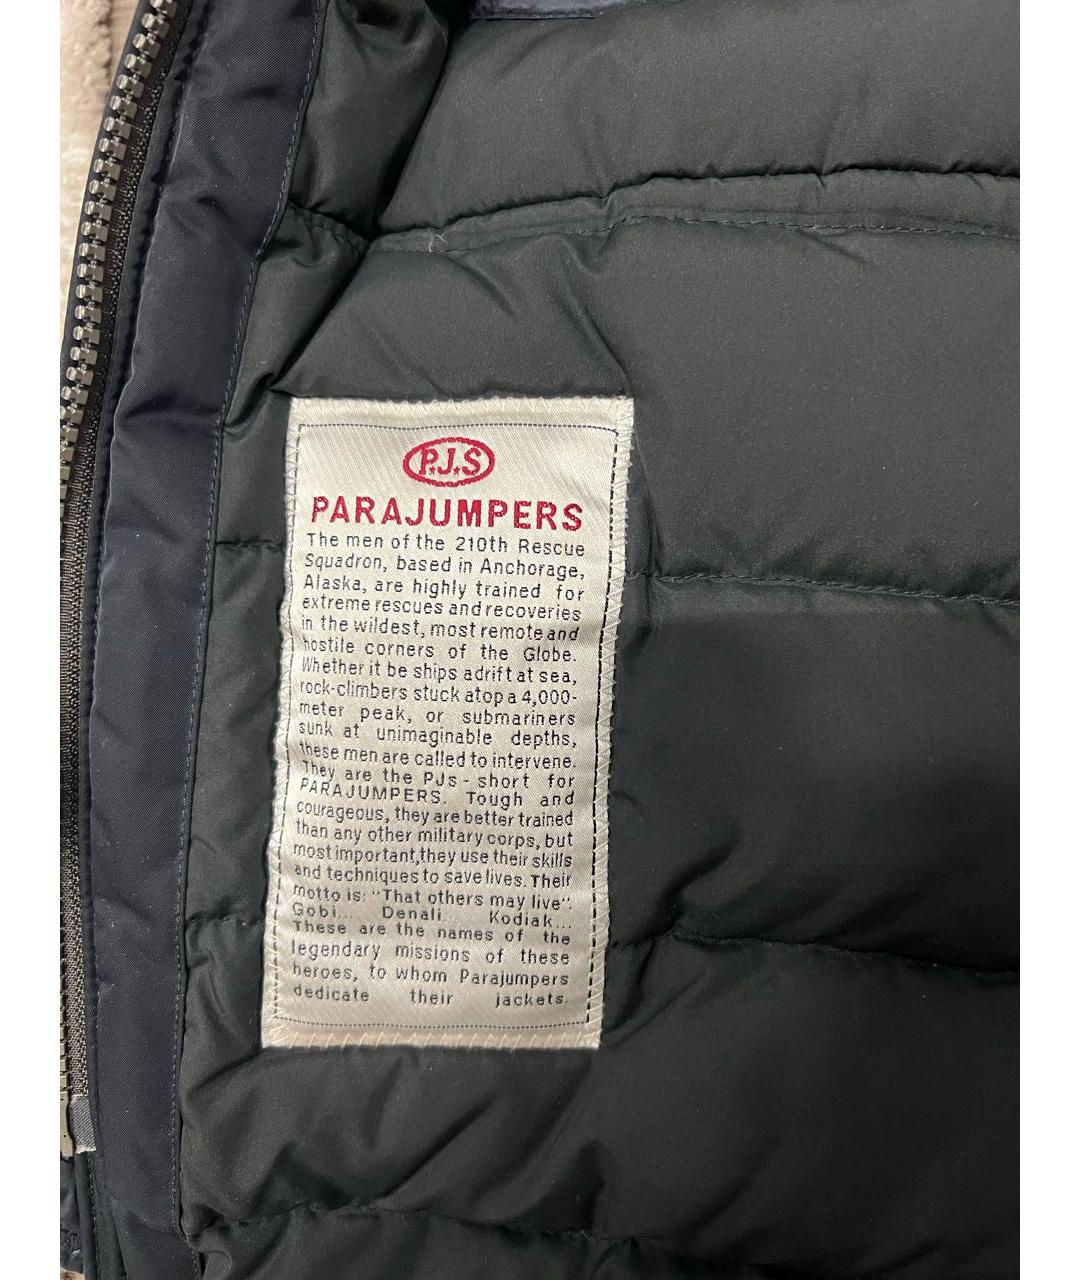 P.J.S
PARAJUMPERS
The men of the 210th Rescue
Squadron, based in Anchorage,
Alaska, are highly trained for
extreme rescues and recoveries
in the wildest, most remote and
hostile corners of the Globe.
Whether it be ships adrift at sea,
rock-climbers stuck atop a 4,000-
meter peak, or submariners
sunk at unimaginable depths,
these men are called to intervene.
They are the PJs - short for
PARAJUMPERS. Tough and
courageous, they are better trained
than any other military corps, but
most important, they use their skills
and techniques to save lives. Their
motto is: "That others may live".
Gobi... Denali... Kodiak...
These are the names of the
legendary missions of these
heroes, to whom Parajumpers
dedicate their jackets.